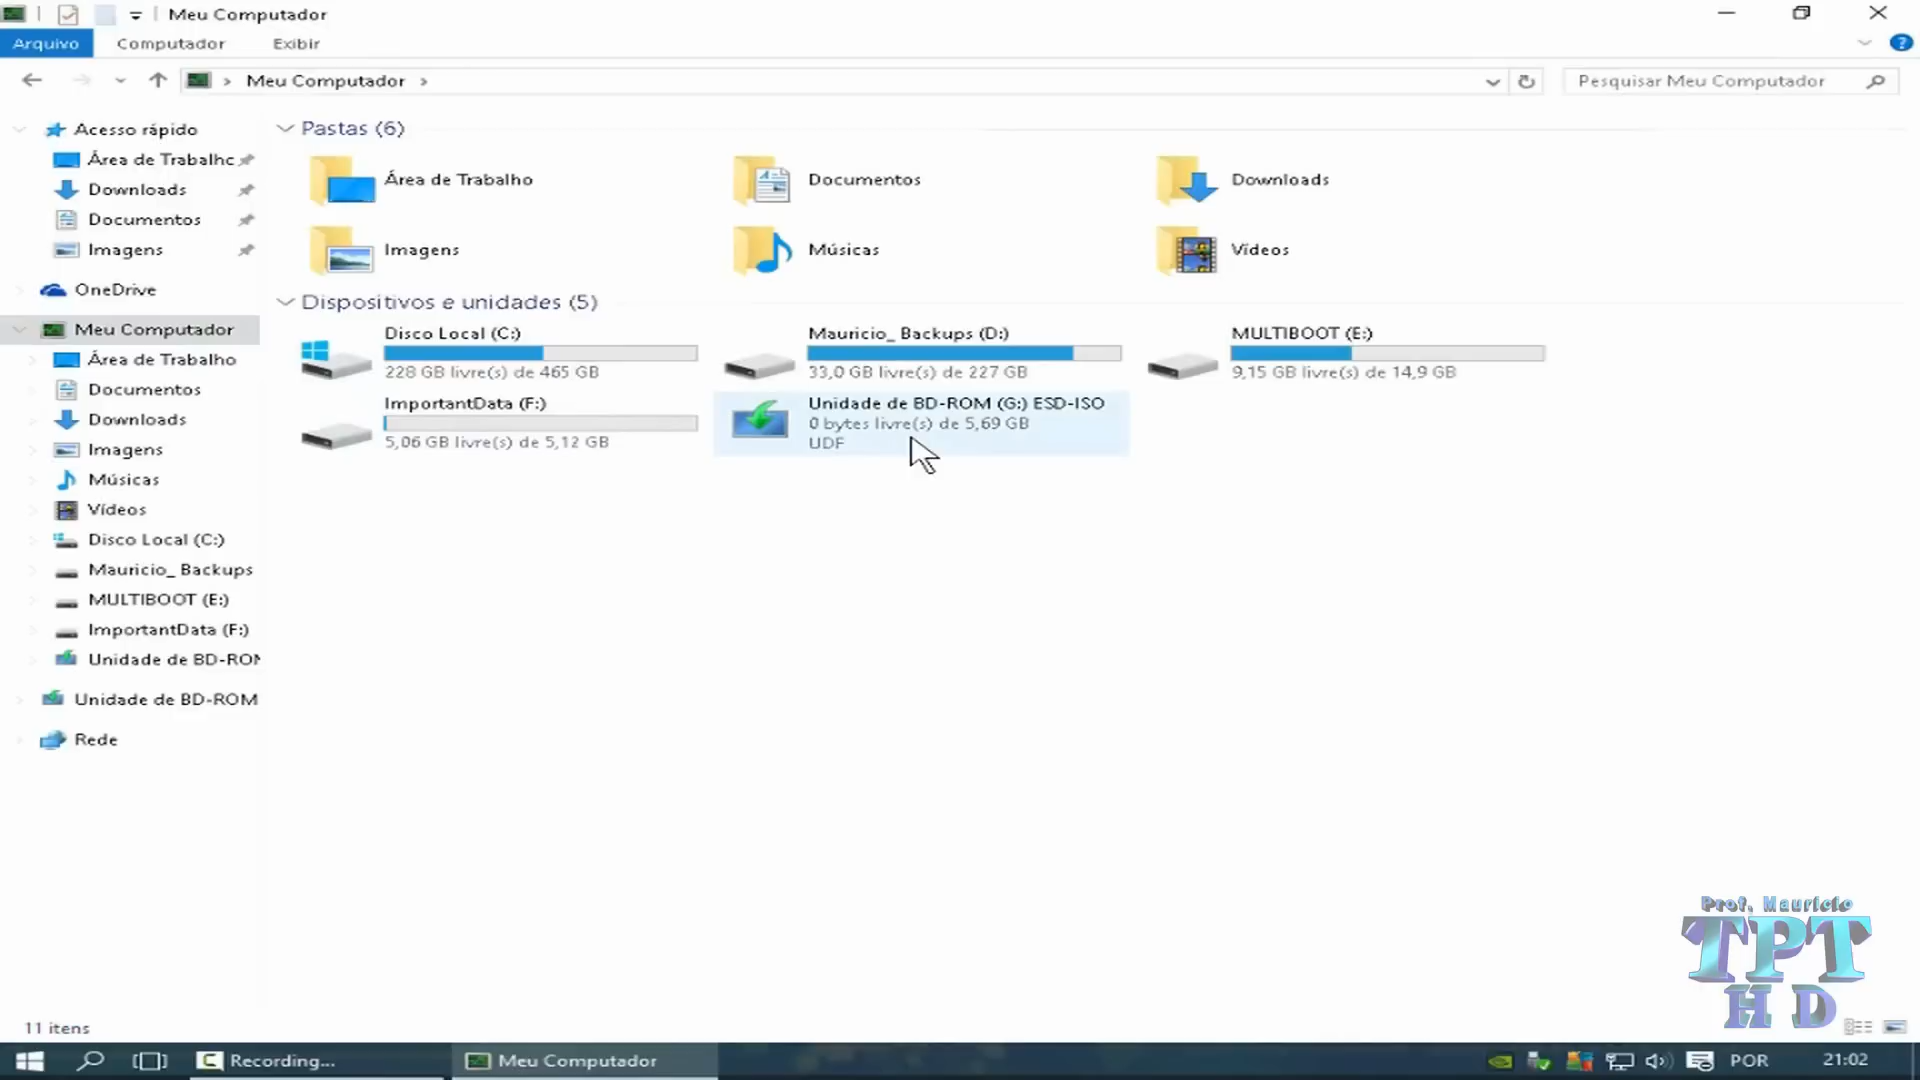 Meu Computador
Arquivo
Computador
Exibir
Meu Computador
Pesquisar Meu Computador
Acesso rápido
Área de Trabalhc
Downloads
Documentos
Imagens
OneDrive
Meu Computador
Área de Trabalho
Documentos
Downloads
Imagens
Músicas
Vídeos
Disco Local (C:)
Mauricio_ Backups
MULTIBOOT (E:)
ImportantData (F:)
Unidade de BD-ROM
Unidade de BD-ROM
Rede
Pastas (6)
Área de Trabalho
Documentos
Downloads
Imagens
Músicas
Vídeos
Dispositivos e unidades (5)
Disco Local (C:)
228 GB livre(s) de 465 GB
Mauricio_ Backups (D:)
33,0 GB livre(s) de 227 GB
MULTIBOOT (E:)
9,15 GB livre(s) de 14,9 GB
ImportantData (F:)
5,06 GB livre(s) de 5,12 GB
Unidade de BD-ROM (G:) ESD-ISO
0 bytes livre(s) de 5,69 GB
UDF
Prof. Mauricio
TPT
HD
11 itens
Recording...
Meu Computador
POR
21:02